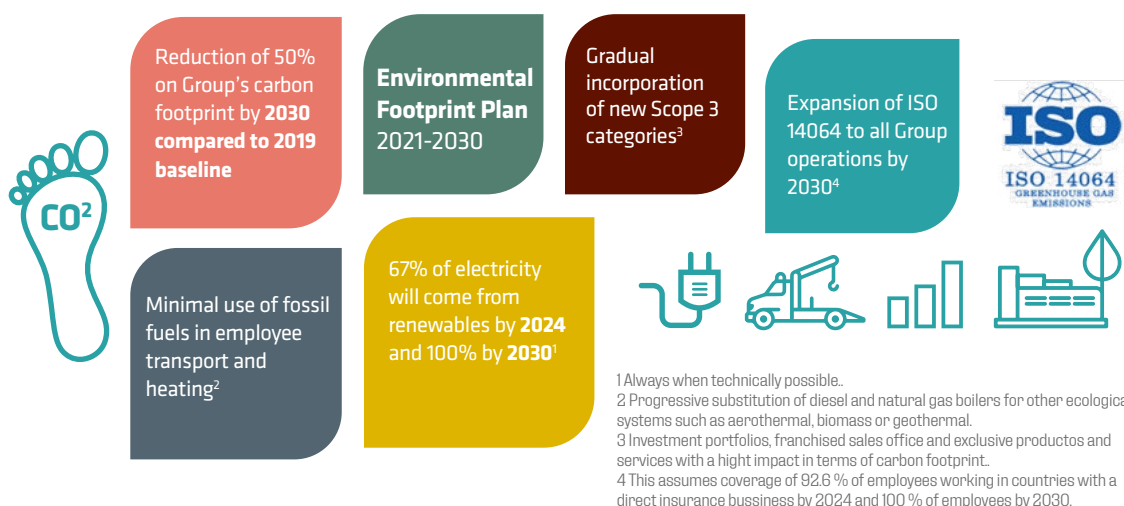 Reduction of 50%
on Group's carbon
footprint by 2030
compared to 2019
baseline
Environmental
Footprint Plan
2021-2030
Gradual
incorporation
of new Scope 3
categories³
Expansion of ISO
14064 to all Group
operations by
2030⁴
ISO
ISO 14064
GREENHOUSE GAS
EMISSIONS
CO²
Minimal use of fossil
fuels in employee
transport and
heating²
67% of electricity
will come from
renewables by 2024
and 100% by 2030¹
1 Always when technically possible..
2 Progressive substitution of diesel and natural gas boilers for other ecologica
systems such as aerothermal, biomass or geothermal.
3 Investment portfolios, franchised sales office and exclusive productos and
services with a hight impact in terms of carbon footprint..
4 This assumes coverage of 92.6 % of employees working in countries with a
direct insurance bussiness by 2024 and 100 % of employees by 2030.